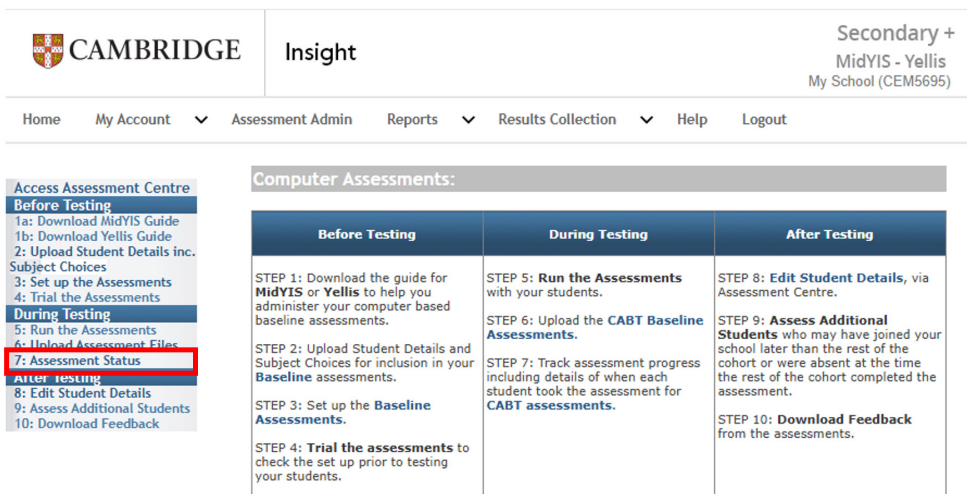 CAMBRIDGE
Insight
Secondary +
MidYIS - Yellis
My School (CEM5695)
Home My Account Assessment Admin Reports Results Collection Help Logout
Access Assessment Centre
Before Testing
1a: Download MidYIS Guide
1b: Download Yellis Guide
2: Upload Student Details inc.
Subject Choices
3: Set up the Assessments
4: Trial the Assessments
During Testing
5: Run the Assessments
6: Upload Assessment Files
7: Assessment Status
After Testing
8: Edit Student Details
9: Assess Additional Students
10: Download Feedback
Computer Assessments:
Before Testing
STEP 1: Download the guide for
MidYIS or Yellis to help you
administer your computer based
baseline assessments.
STEP 2: Upload Student Details and
Subject Choices for inclusion in your
Baseline assessments.
STEP 3: Set up the Baseline
Assessments.
STEP 4: Trial the assessments to
check the set up prior to testing
your students.
During Testing
STEP 5: Run the Assessments
with your students.
STEP 6: Upload the CABT Baseline
Assessments.
STEP 7: Track assessment progress
including details of when each
student took the assessment for
CABT assessments.
After Testing
STEP 8: Edit Student Details, via
Assessment Centre.
STEP 9: Assess Additional
Students who may have joined your
school later than the rest of the
cohort or were absent at the time
the rest of the cohort completed the
assessment.
STEP 10: Download Feedback
from the assessments.